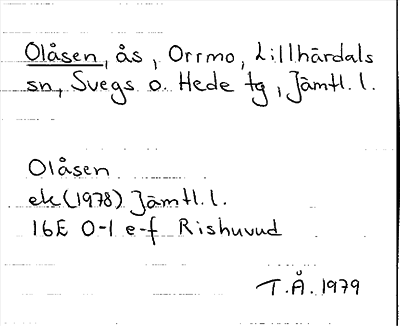 Olåsen, ås, Orrmo, Lillhärdals
sn, Svegs o. Hede tg, Jämtl. l.
Olåsen
ek (1978) Jämtl. l.
16E 0-1 e-f Rishuvud
T.Å. 1979